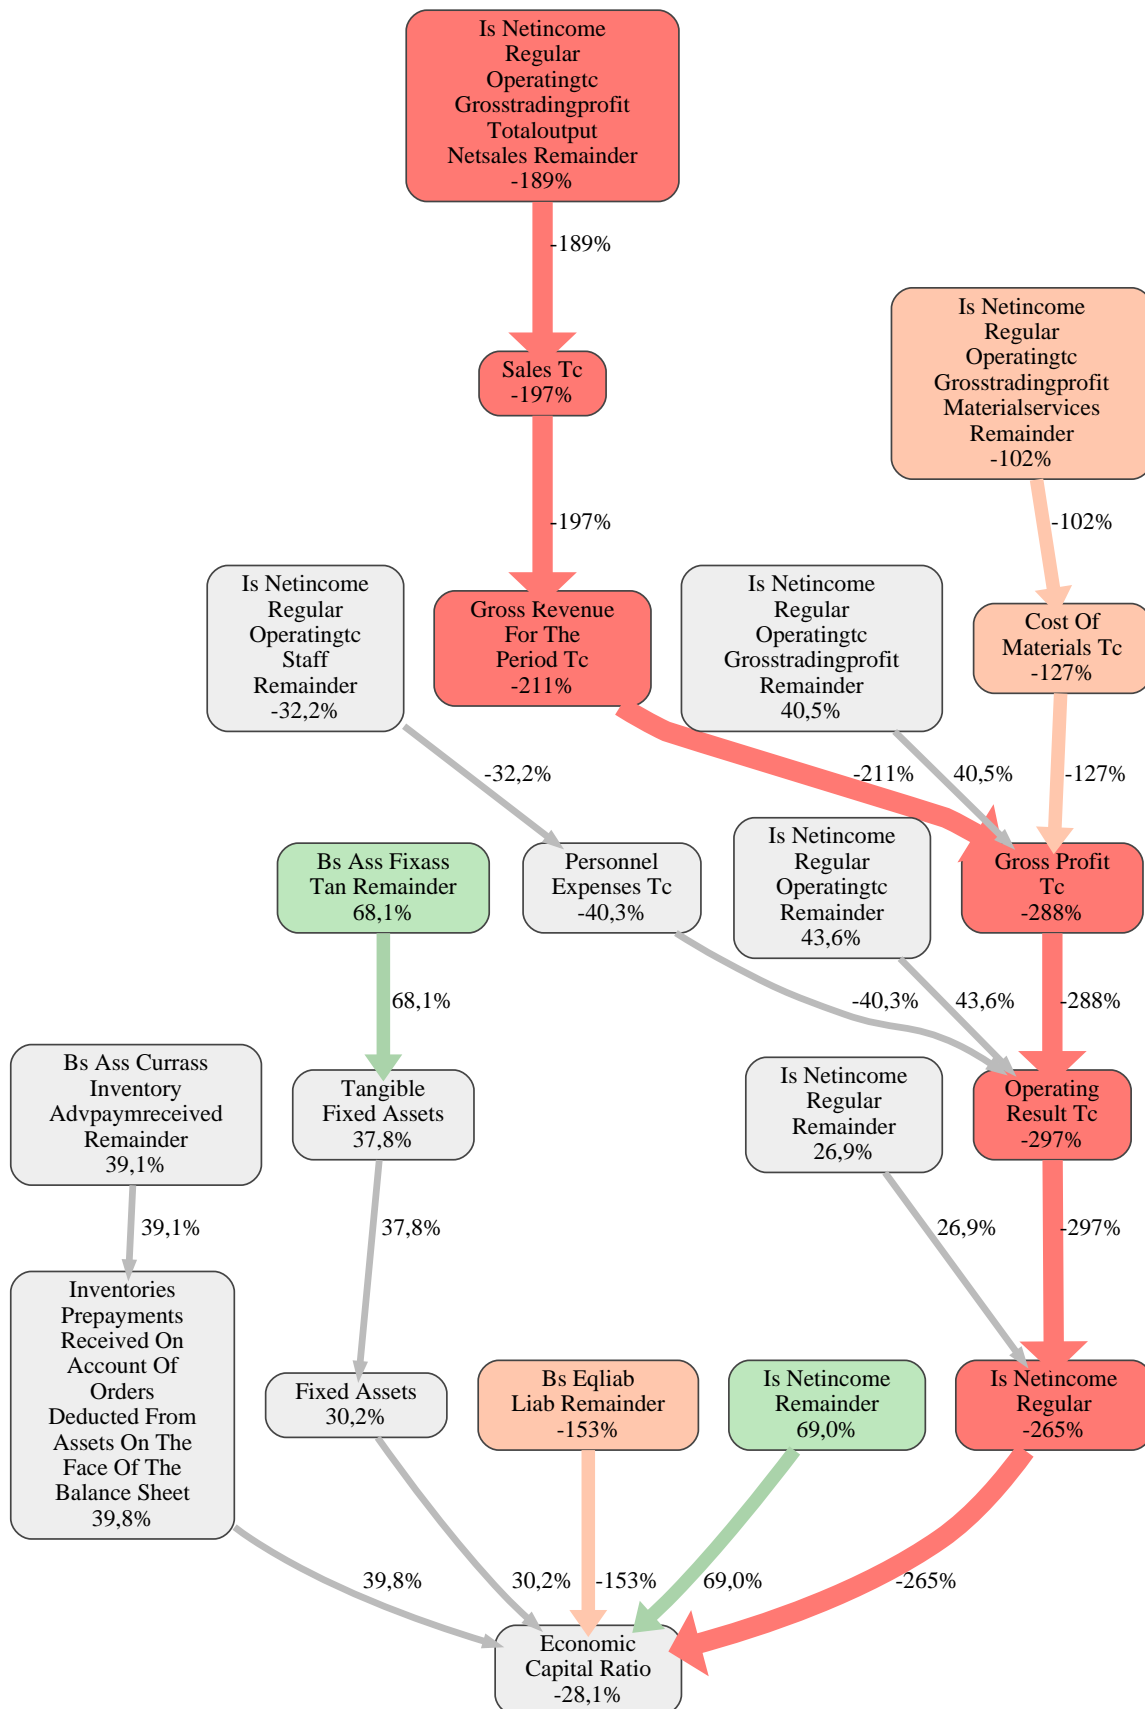 Is Netincome
Regular
Operatingtc
Grosstradingprofit
Totaloutput
Netsales Remainder
-189%
-189%
Is Netincome
Regular
Operatingtc
Grosstradingprofit
Materialservices
Remainder
-102%
Sales Tc
-197%
-197%
-102%
Is Netincome
Regular
Operatingtc
Staff
Remainder
-32,2%
Gross Revenue
For The
Period Tc
-211%
Is Netincome
Regular
Operatingtc
Grosstradingprofit
Remainder
40,5%
Cost Of
Materials Tc
-127%
-32,2%
-211%
40,5%
-127%
Bs Ass Fixass
Tan Remainder
68,1%
Personnel
Expenses Tc
-40,3%
Is Netincome
Regular
Operatingtc
Remainder
43,6%
Gross Profit
Tc
-288%
68,1%
-40,3%
43,6%
-288%
Bs Ass Currass
Inventory
Advpaymreceived
Remainder
39,1%
Tangible
Fixed Assets
37,8%
Is Netincome
Regular
Remainder
26,9%
Operating
Result Tc
-297%
39,1%
37,8%
26,9%
-297%
Inventories
Prepayments
Received On
Account Of
Orders
Deducted From
Assets On The
Face Of The
Balance Sheet
39,8%
Fixed Assets
30,2%
Bs Eqliab
Liab Remainder
-153%
Is Netincome
Remainder
69,0%
Is Netincome
Regular
-265%
39,8%
30,2%
-153%
69,0%
-265%
Economic
Capital Ratio
-28,1%